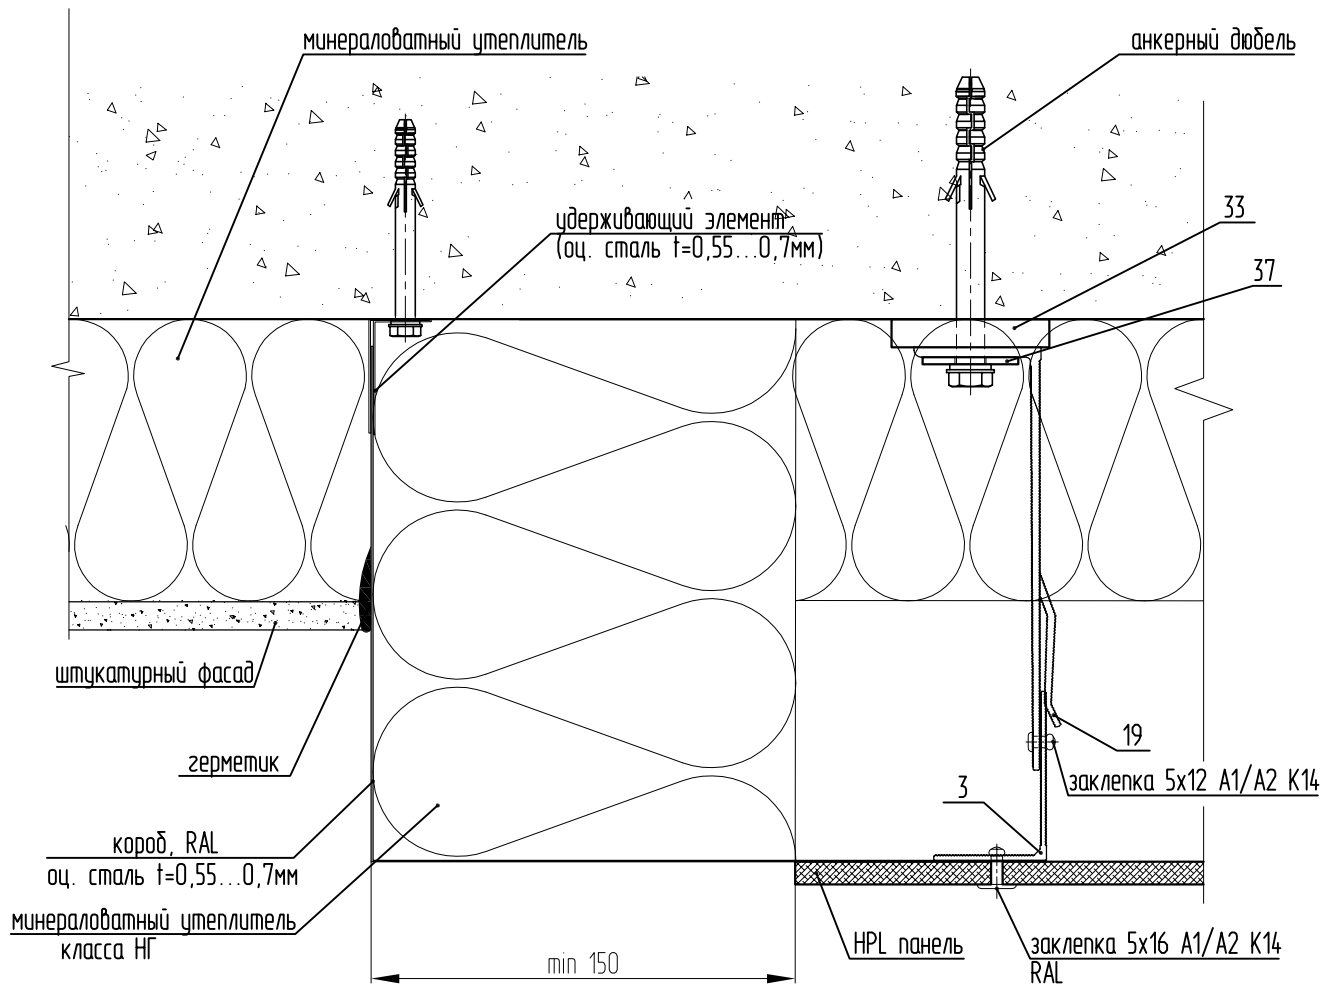 минераловатный утеплитель
анкерный дюбель
33
удерживающий элемент
(оц. сталь t=0,55...0,7мм)
37
штукатурный фасад
19
герметик
заклепка 5х12 А1/А2 К14
3
короб, RAL
оц. сталь t=0,55...0,7мм
минераловатный утеплитель
класса НГ
HPL панель
заклепка 5х16 А1/А2 К14
RAL
min 150